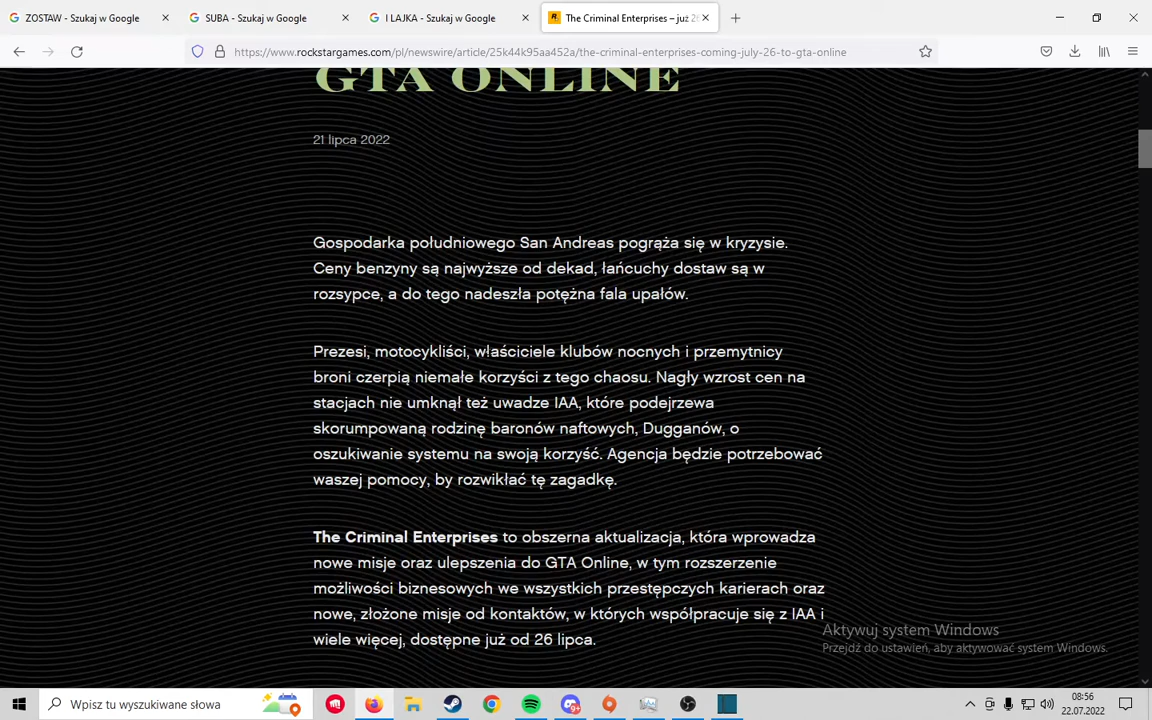 ZOSTAW - Szukaj w Google
SUBA - Szukaj w Google
I LAJKA - Szukaj w Google
The Criminal Enterprises – już 26
https://www.rockstargames.com/pl/newswire/article/25k44k95aa452a/the-criminal-enterprises-coming-july-26-to-gta-online
GTA ONLINE
21 lipca 2022
Gospodarka południowego San Andreas pogrąża się w kryzysie.
Ceny benzyny są najwyższe od dekad, łańcuchy dostaw są w
rozsypce, a do tego nadeszła potężna fala upałów.
Prezesi, motocykliści, właściciele klubów nocnych i przemytnicy
broni czerpią niemałe korzyści z tego chaosu. Nagły wzrost cen na
stacjach nie umknął też uwadze IAA, które podejrzewa
skorumpowaną rodzinę baronów naftowych, Dugganów, o
oszukiwanie systemu na swoją korzyść. Agencja będzie potrzebować
waszej pomocy, by rozwikłać tę zagadkę.
The Criminal Enterprises to obszerna aktualizacja, która wprowadza
nowe misje oraz ulepszenia do GTA Online, w tym rozszerzenie
możliwości biznesowych we wszystkich przestępczych karierach oraz
nowe, złożone misje od kontaktów, w których współpracuje się z IAA i
wiele więcej, dostępne już od 26 lipca.
Aktywuj system Windows
Przejdź do ustawień, aby aktywować system Windows.
Wpisz tu wyszukiwane słowa
9+
08:56
22.07.2022